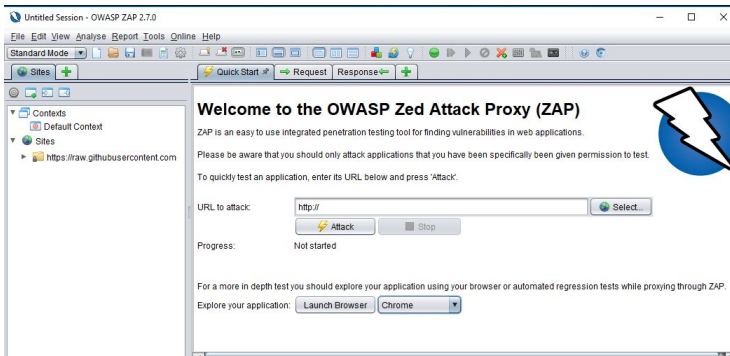 Untitled Session - OWASP ZAP 2.7.0
File Edit View Analyse Report Tools Online Help
Standard Mode
Sites
Quick Start
Request
Response
Contexts
Default Context
Sites
https://raw.githubusercontent.com
Welcome to the OWASP Zed Attack Proxy (ZAP)
ZAP is an easy to use integrated penetration testing tool for finding vulnerabilities in web applications.
Please be aware that you should only attack applications that you have been specifically been given permission to test.
To quickly test an application, enter its URL below and press 'Attack'.
URL to attack: http:// Select...
Attack Stop
Progress: Not started
For a more in depth test you should explore your application using your browser or automated regression tests while proxying through ZAP.
Explore your application: Launch Browser Chrome